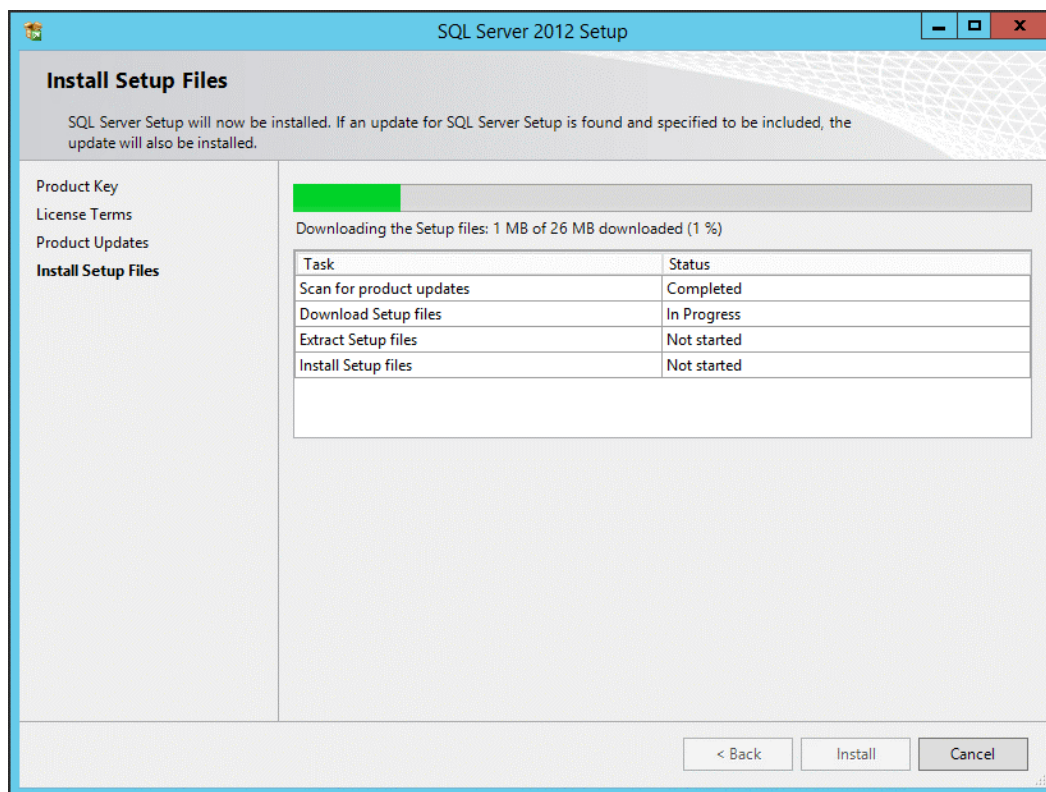 SQL Server 2012 Setup
Install Setup Files
SQL Server Setup will now be installed. If an update for SQL Server Setup is found and specified to be included, the
update will also be installed.
Product Key
License Terms
Product Updates
Install Setup Files
Downloading the Setup files: 1 MB of 26 MB downloaded (1 %)
Task Status
Scan for product updates Completed
Download Setup files In Progress
Extract Setup files Not started
Install Setup files Not started
< Back Install Cancel